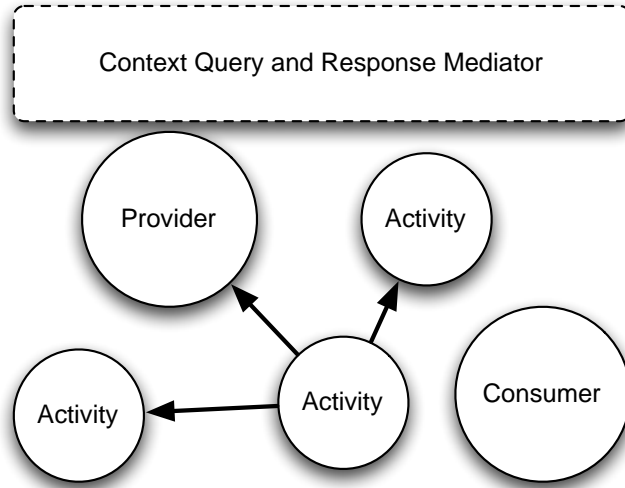 Context Query and Response Mediator
Provider
Activity
Activity
Activity
Consumer